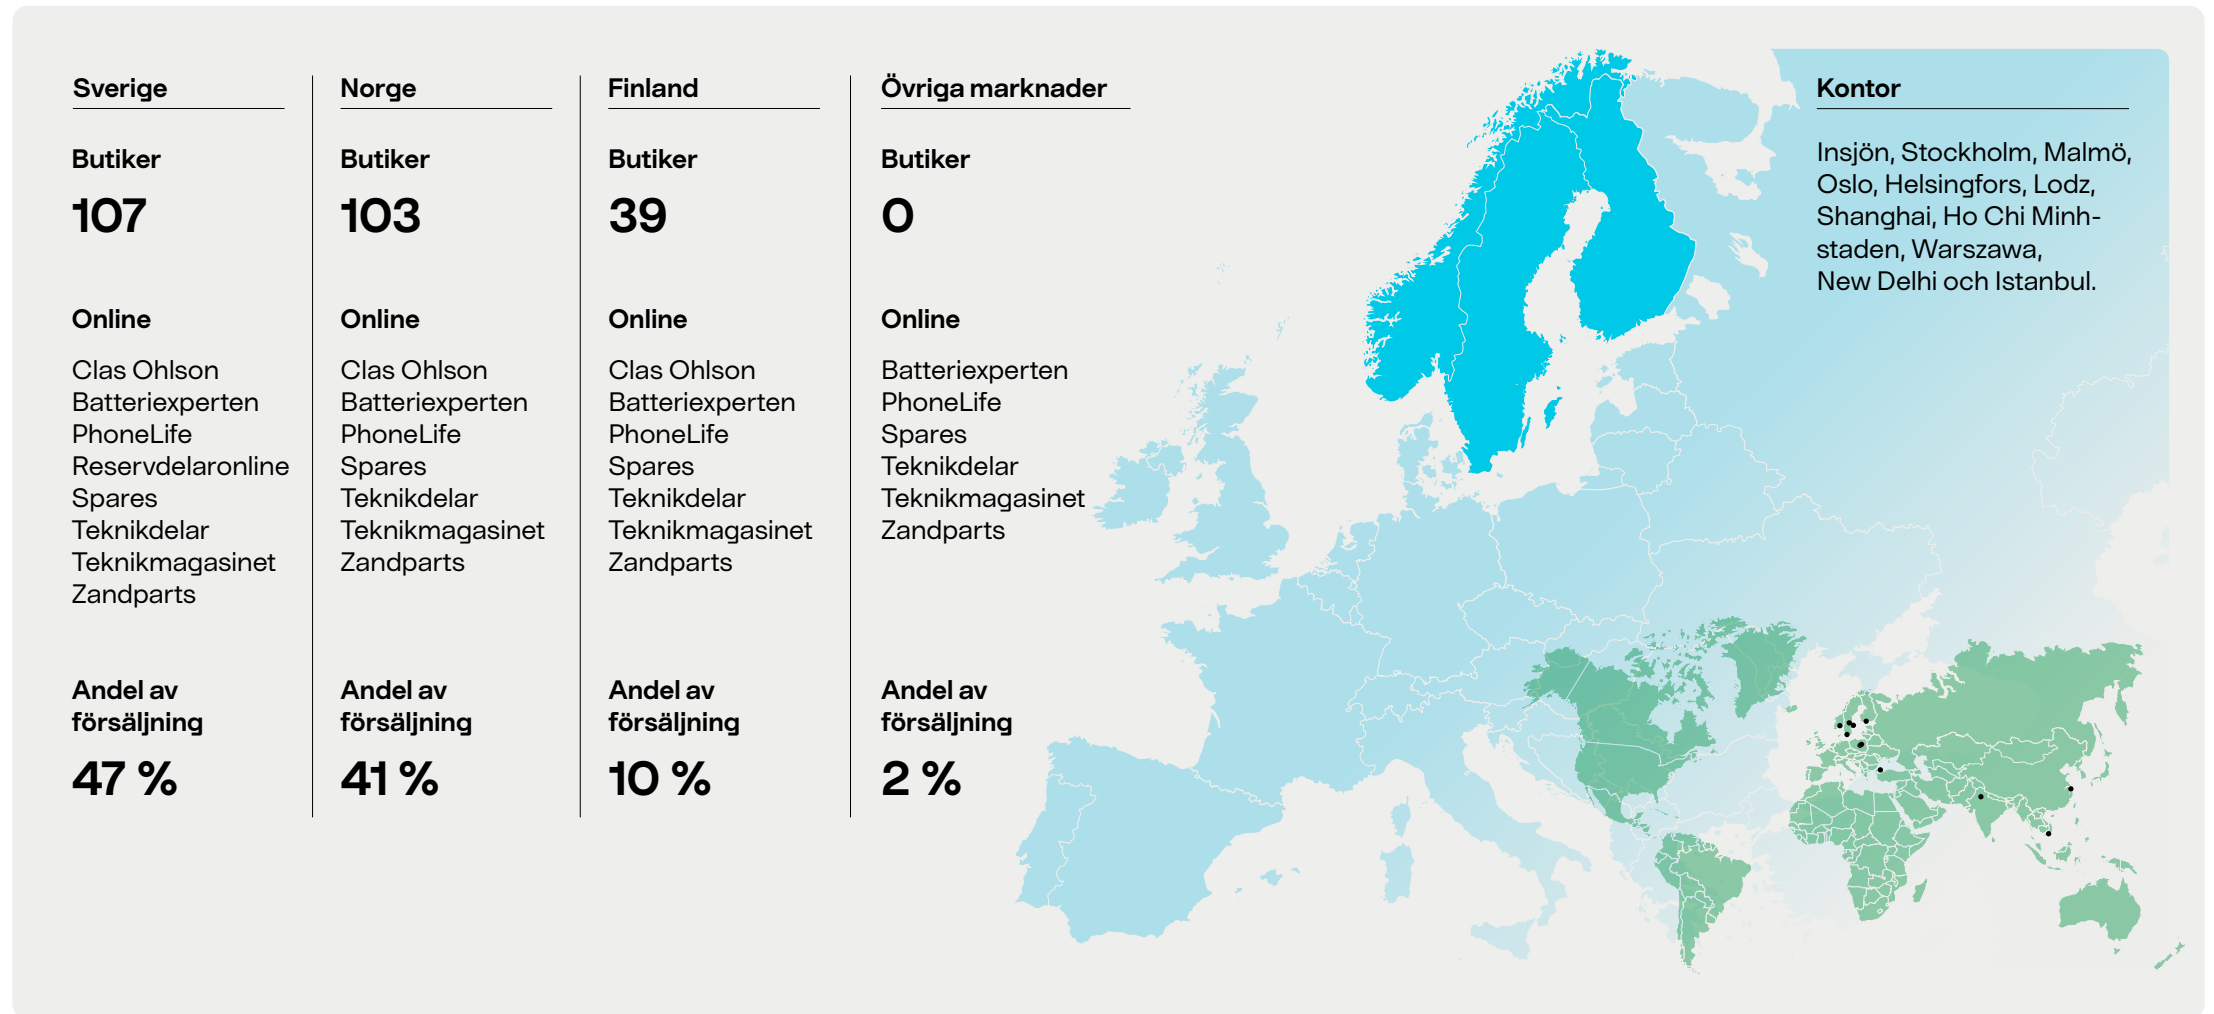 Sverige
Butiker
107
Online
Clas Ohlson
Batteriexperten
PhoneLife
Reservdelaronline
Spares
Teknikdelar
Teknikmagasinet
Zandparts
Andel av
försäljning
47 %
Norge
Butiker
103
Online
Clas Ohlson
Batteriexperten
PhoneLife
Spares
Teknikdelar
Teknikmagasinet
Zandparts
Andel av
försäljning
41 %
Finland
Butiker
39
Online
Clas Ohlson
Batteriexperten
PhoneLife
Spares
Teknikdelar
Teknikmagasinet
Zandparts
Andel av
försäljning
10 %
Övriga marknader
Butiker
0
Online
Batteriexperten
PhoneLife
Spares
Teknikdelar
Teknikmagasinet
Zandparts
Andel av
försäljning
2 %
Kontor
Insjön, Stockholm, Malmö,
Oslo, Helsingfors, Lodz,
Shanghai, Ho Chi Minh-
staden, Warszawa,
New Delhi och Istanbul.